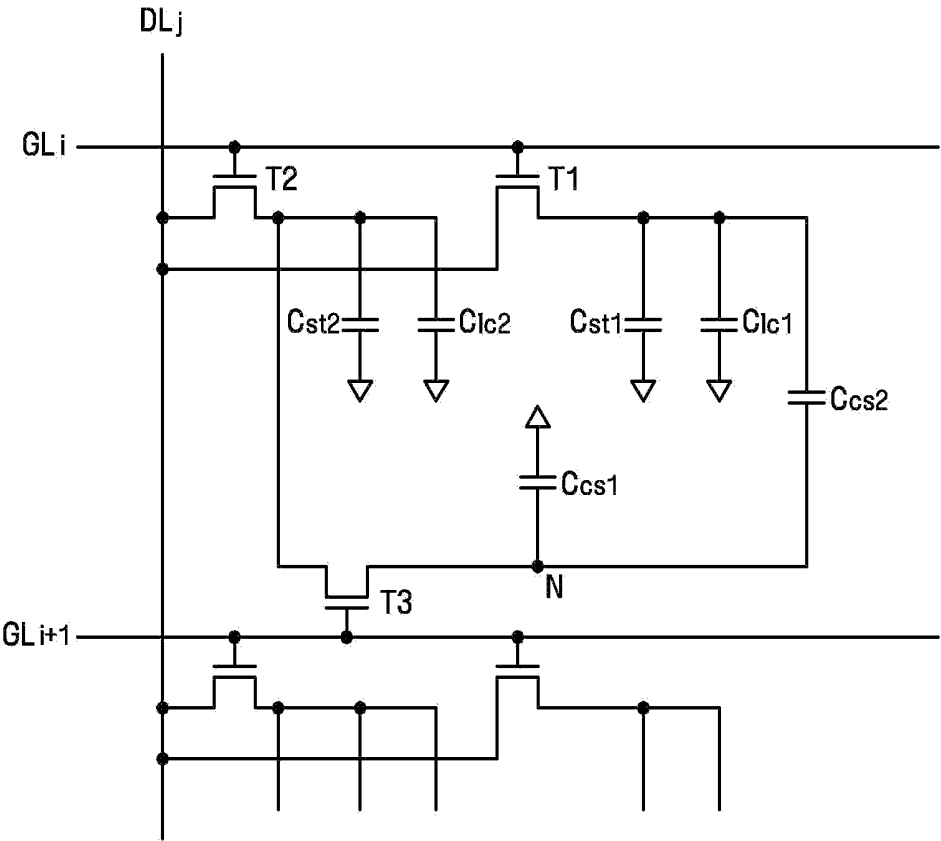 DLj
GLi
T2
T1
Cst2
Clc2
Cst1
Clc1
Ccs2
Ccs1
N
T3
GLi+1